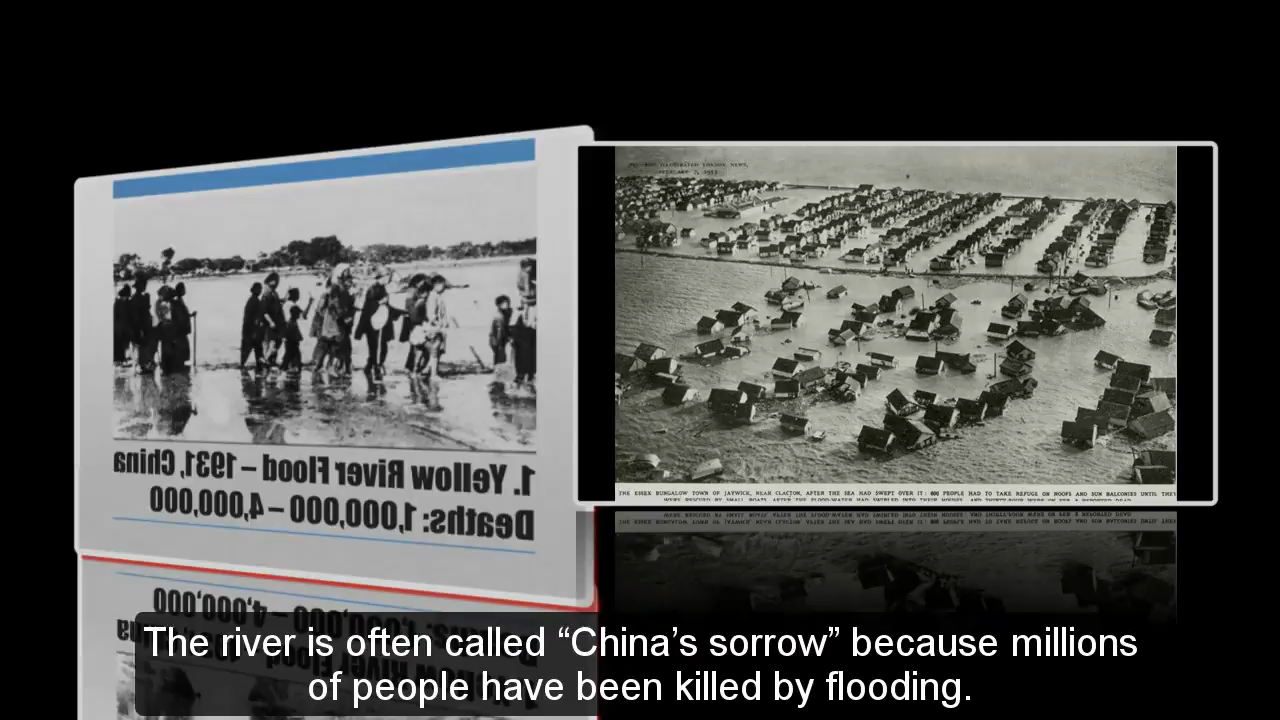 1. Yellow River Flood – 1931, China
Deaths: 1,000,000 – 4,000,000
FEBRUARY 7, 1953
THE ESSEX BUNGALOW TOWN OF JAYWICK, NEAR CLACTON, AFTER THE SEA HAD SWEPT OVER IT: 600 PEOPLE HAD TO TAKE REFUGE ON ROOFS AND SUN BALCONIES UNTIL THEY
The river is often called “China’s sorrow” because millions
of people have been killed by flooding.